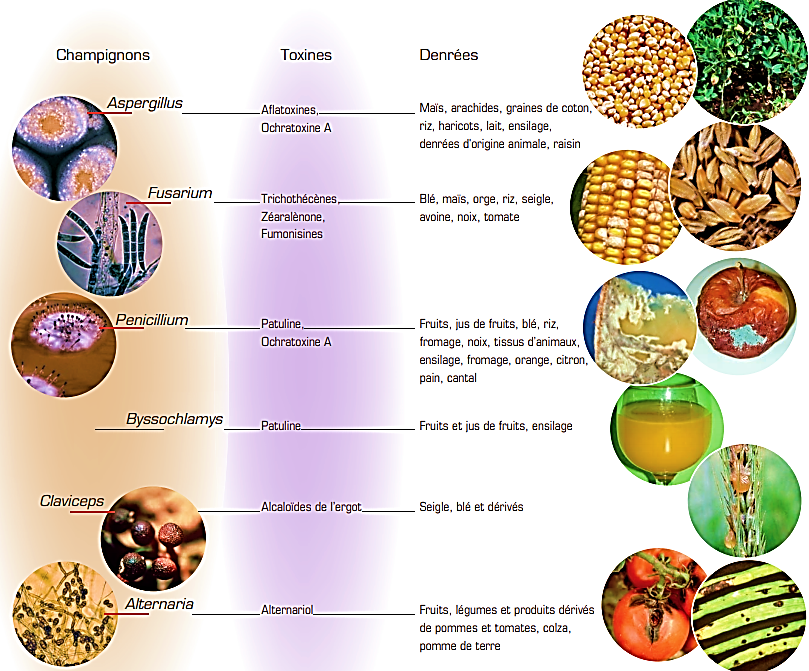 Champignons Toxines Denrées
Aspergillus
Aflatoxines,
Ochratoxine A
Maïs, arachides, graines de coton,
riz, haricots, lait, ensilage,
denrées d'origine animale, raisin
Fusarium
Trichothécènes,
Zéaralènone,
Fumonisines
Blé, maïs, orge, riz, seigle,
avoine, noix, tomate
Penicillium
Patuline,
Ochratoxine A
Fruits, jus de fruits, blé, riz,
fromage, noix, tissus d'animaux,
ensilage, fromage, orange, citron,
pain, cantal
Byssochlamys
Patuline
Fruits et jus de fruits, ensilage
Claviceps
Alcaloïdes de l'ergot
Seigle, blé et dérivés
Alternaria
Alternariol
Fruits, légumes et produits dérivés
de pommes et tomates, colza,
pomme de terre